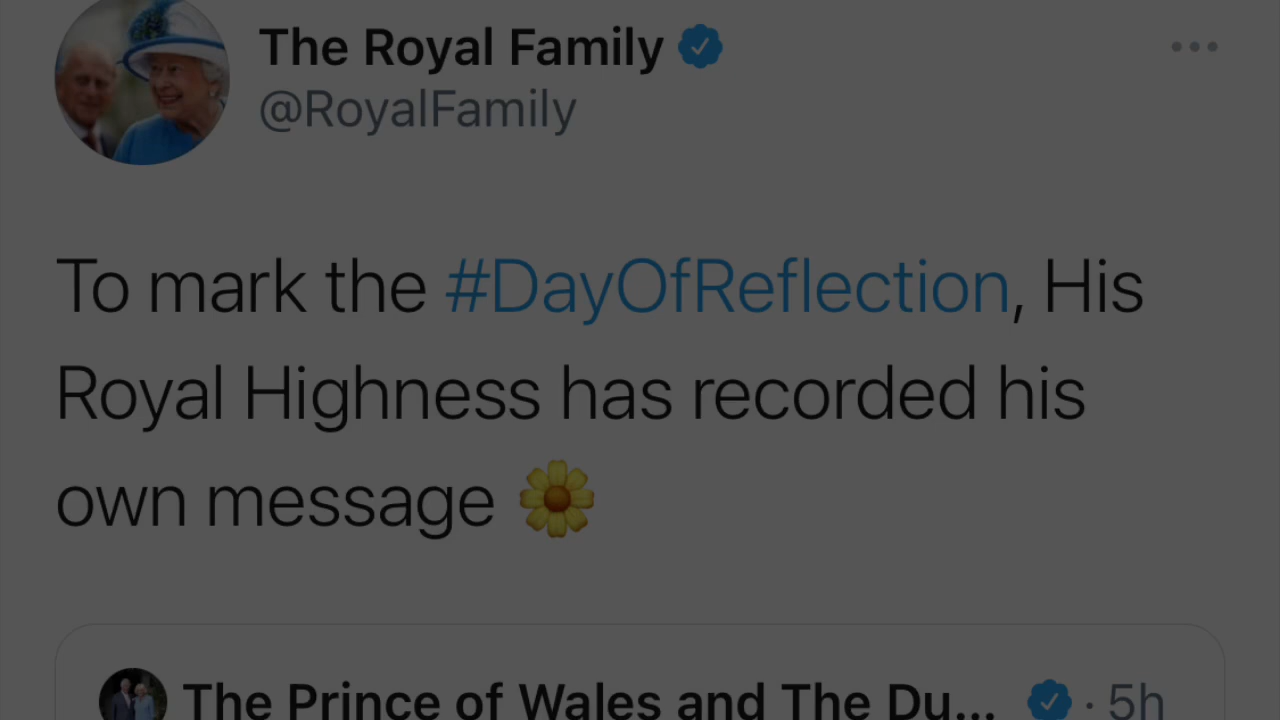 The Royal Family
@RoyalFamily
To mark the #DayOfReflection, His
Royal Highness has recorded his
own message 🌼
The Prince of Wales and The Du... · 5h